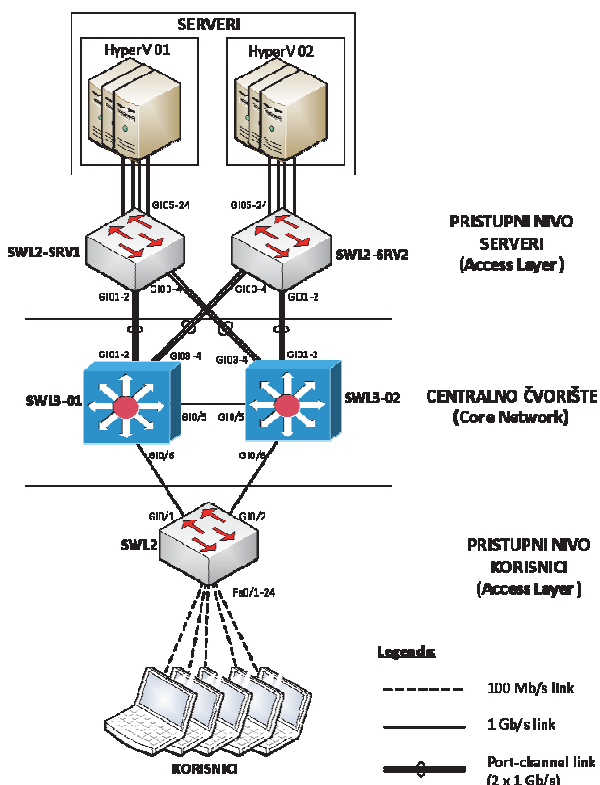 SERVERI
HyperV 01
HyperV 02
GI05-24
GI05-24
SWL2-SRV1
SWL2-SRV2
PRISTUPNI NIVO
SERVERI
(Access Layer)
GI01-2
GI03-4
GI03-4
GI01-2
GI01-2
GI03-4
GI03-4
GI01-2
SWL3-01
SWL3-02
GI0/5
GI0/5
CENTRALNO ČVORIŠTE
(Core Network)
GI0/6
GI0/6
GI0/1
GI0/2
SWL2
PRISTUPNI NIVO
KORISNICI
(Access Layer)
Fa0/1-24
KORISNICI
Legenda:
100 Mb/s link
1 Gb/s link
Port-channel link
(2 x 1 Gb/s)